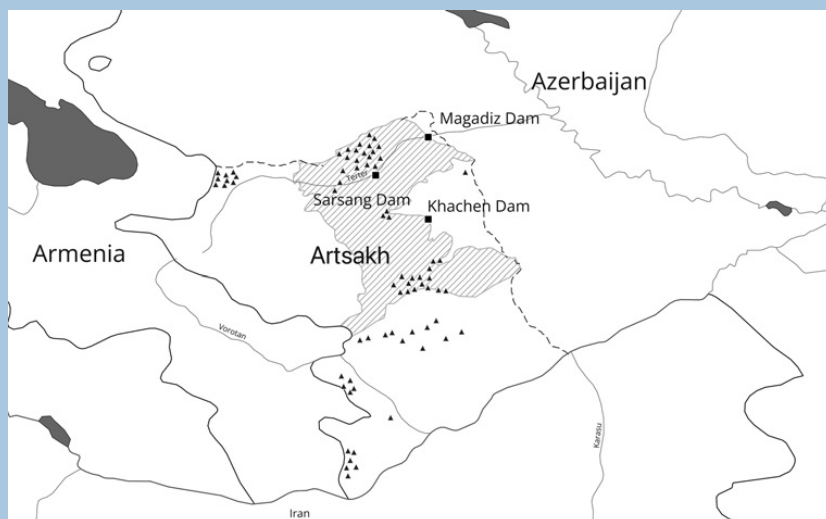 Azerbaijan
Magadiz Dam
Terter
Sarsang Dam
Khachen Dam
Armenia
Artsakh
Vorotan
Karasu
Iran